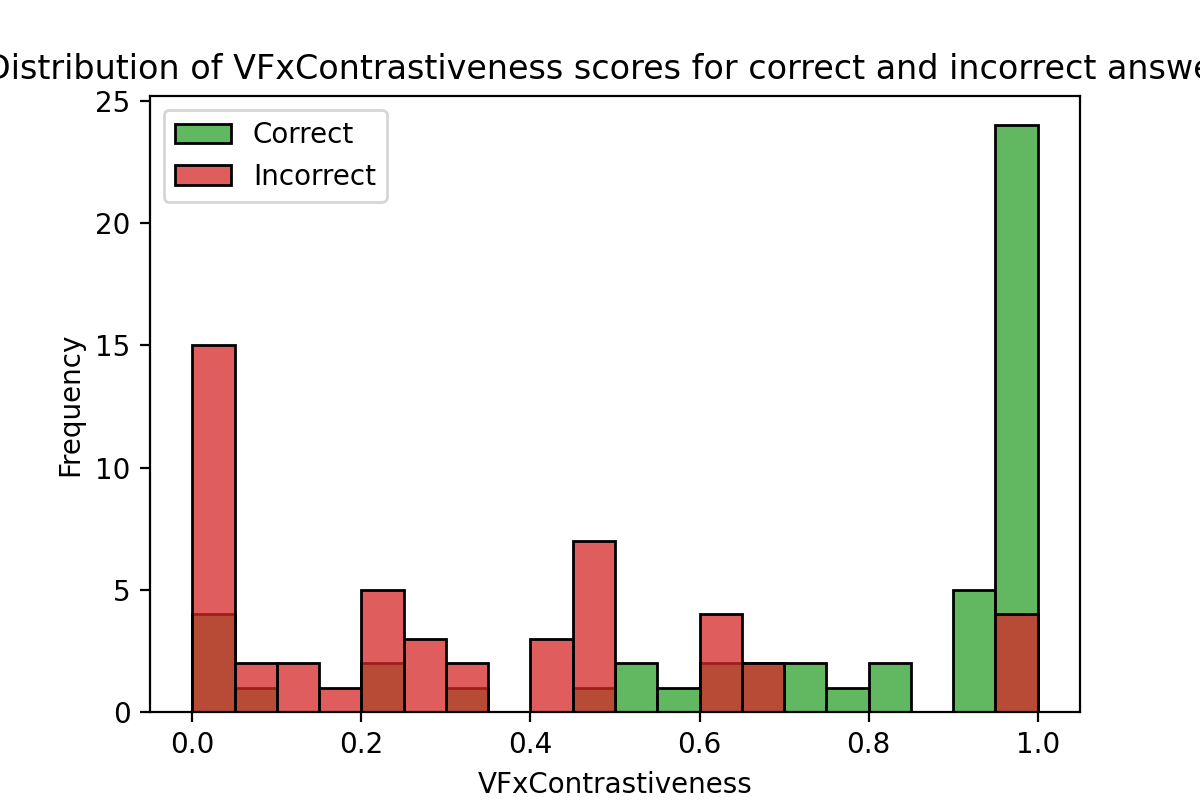 Distribution of VFxContrastiveness scores for correct and incorrect
25
Correct
Incorrect
20
15
10
5
0
Frequency
0.0 0.2 0.4 0.6 0.8 1.0
VFxContrastiveness